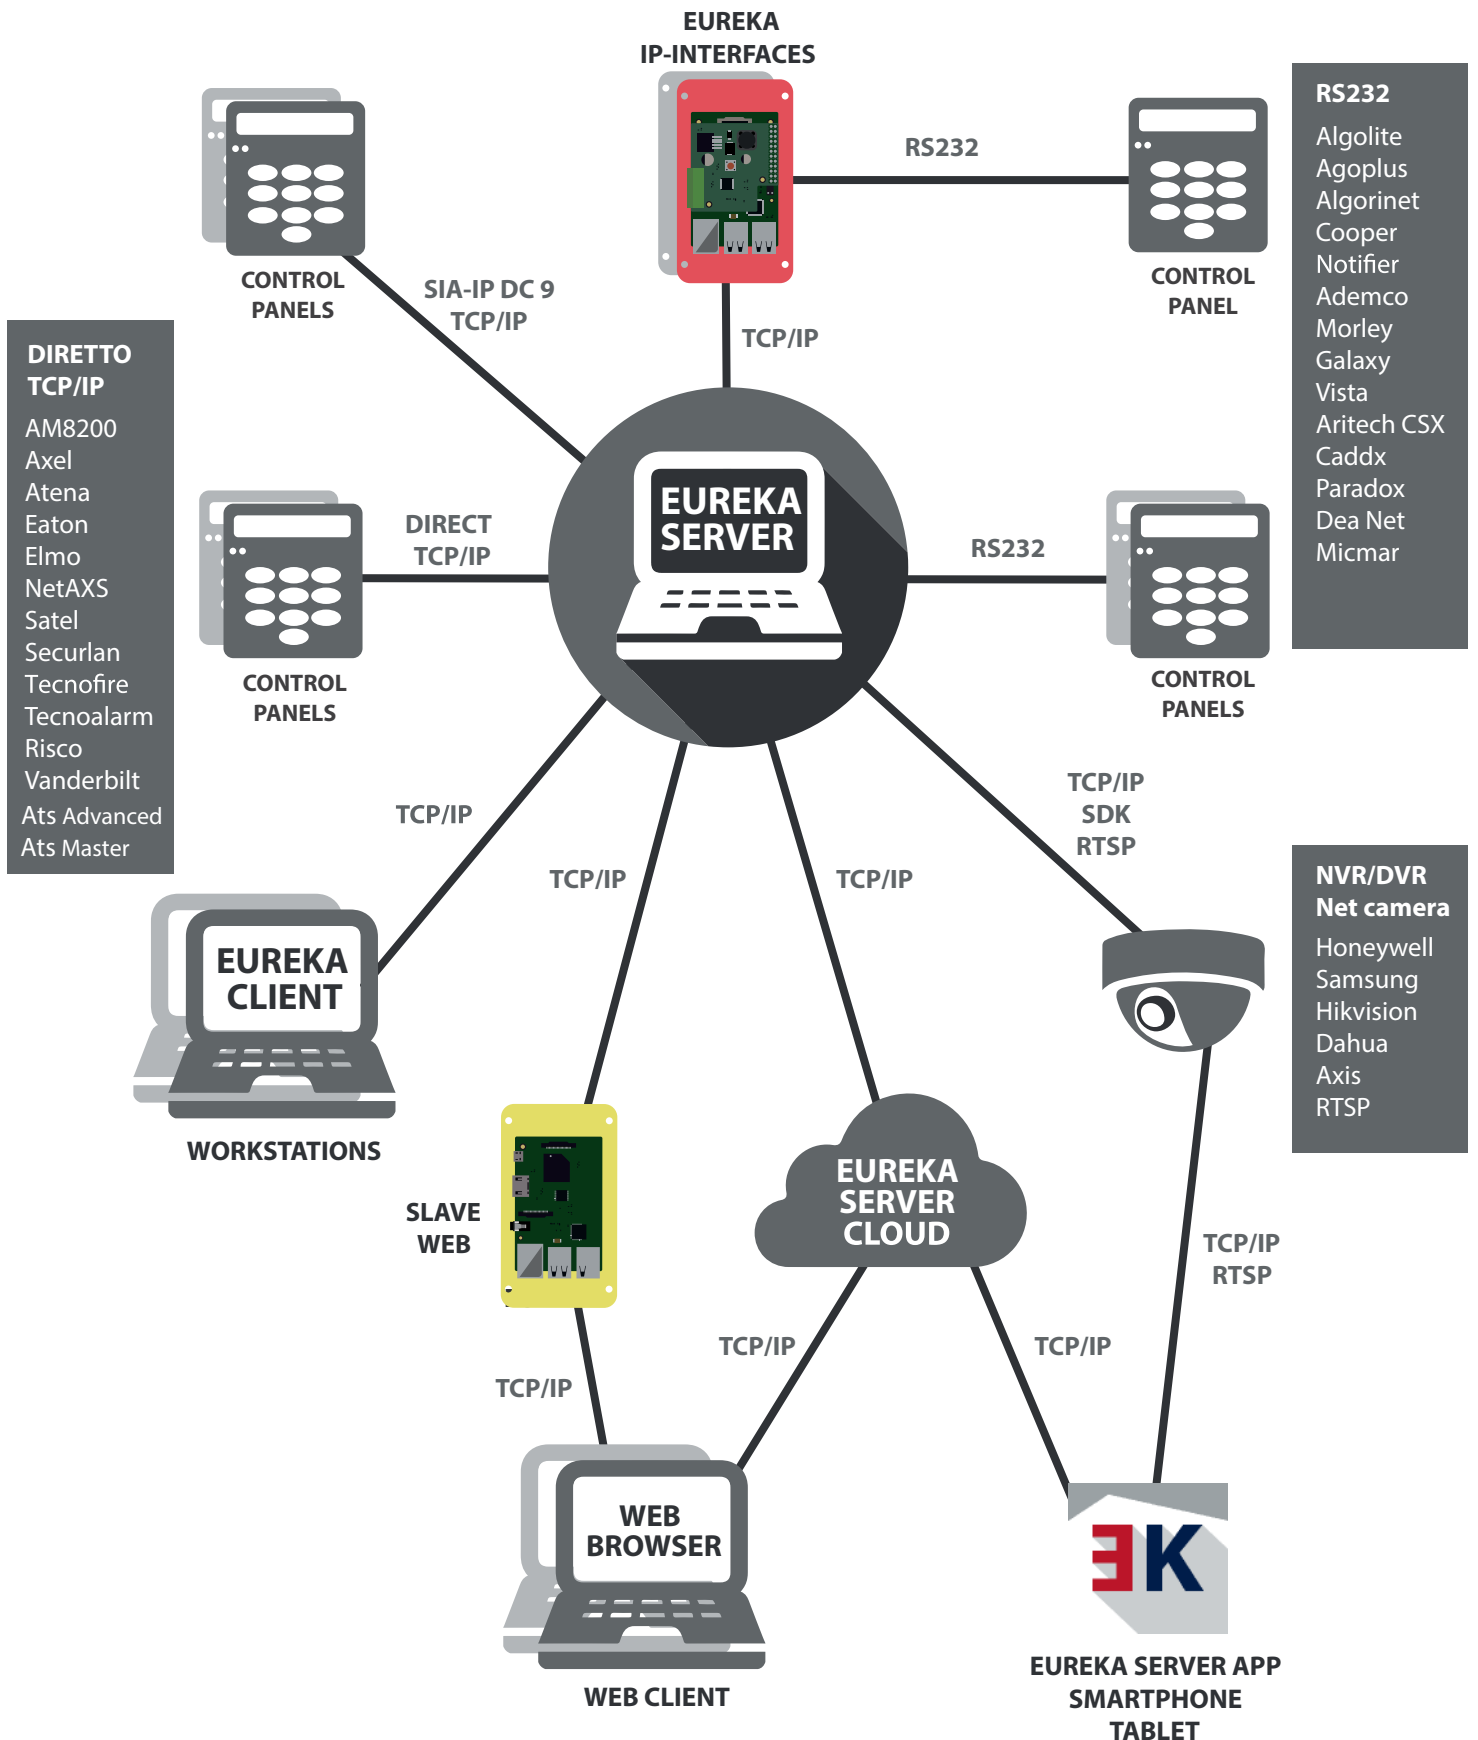 EUREKA
IP-INTERFACES
RS232
CONTROL
PANELS
SIA-IP DC 9
TCP/IP
TCP/IP
CONTROL
PANEL
RS232
Algolite
Agoplus
Algorinet
Cooper
Notifier
Ademco
Morley
Galaxy
Vista
Aritech CSX
Caddx
Paradox
Dea Net
Micmar
DIRETTO
TCP/IP
AM8200
Axel
Atena
Eaton
Elmo
NetAXS
Satel
Securlan
Tecnofire
Tecnoalarm
Risco
Vanderbilt
Ats Advanced
Ats Master
DIRECT
TCP/IP
CONTROL
PANELS
EUREKA
SERVER
RS232
CONTROL
PANELS
TCP/IP
TCP/IP
TCP/IP
TCP/IP
SDK
RTSP
NVR/DVR
Net camera
Honeywell
Samsung
Hikvision
Dahua
Axis
RTSP
EUREKA
CLIENT
WORKSTATIONS
SLAVE
WEB
EUREKA
SERVER
CLOUD
TCP/IP
RTSP
TCP/IP
TCP/IP
TCP/IP
WEB
BROWSER
WEB CLIENT
ƎK
EUREKA SERVER APP
SMARTPHONE
TABLET